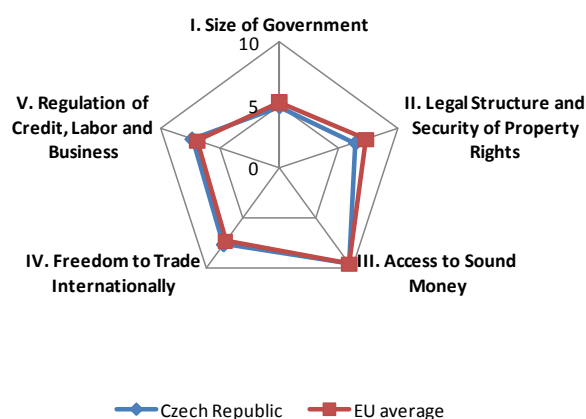 I. Size of Government
10
V. Regulation of
Credit, Labor and
Business
5
II. Legal Structure and
Security of Property
Rights
0
IV. Freedom to Trade
Internationally
III. Access to Sound
Money
Czech Republic
EU average